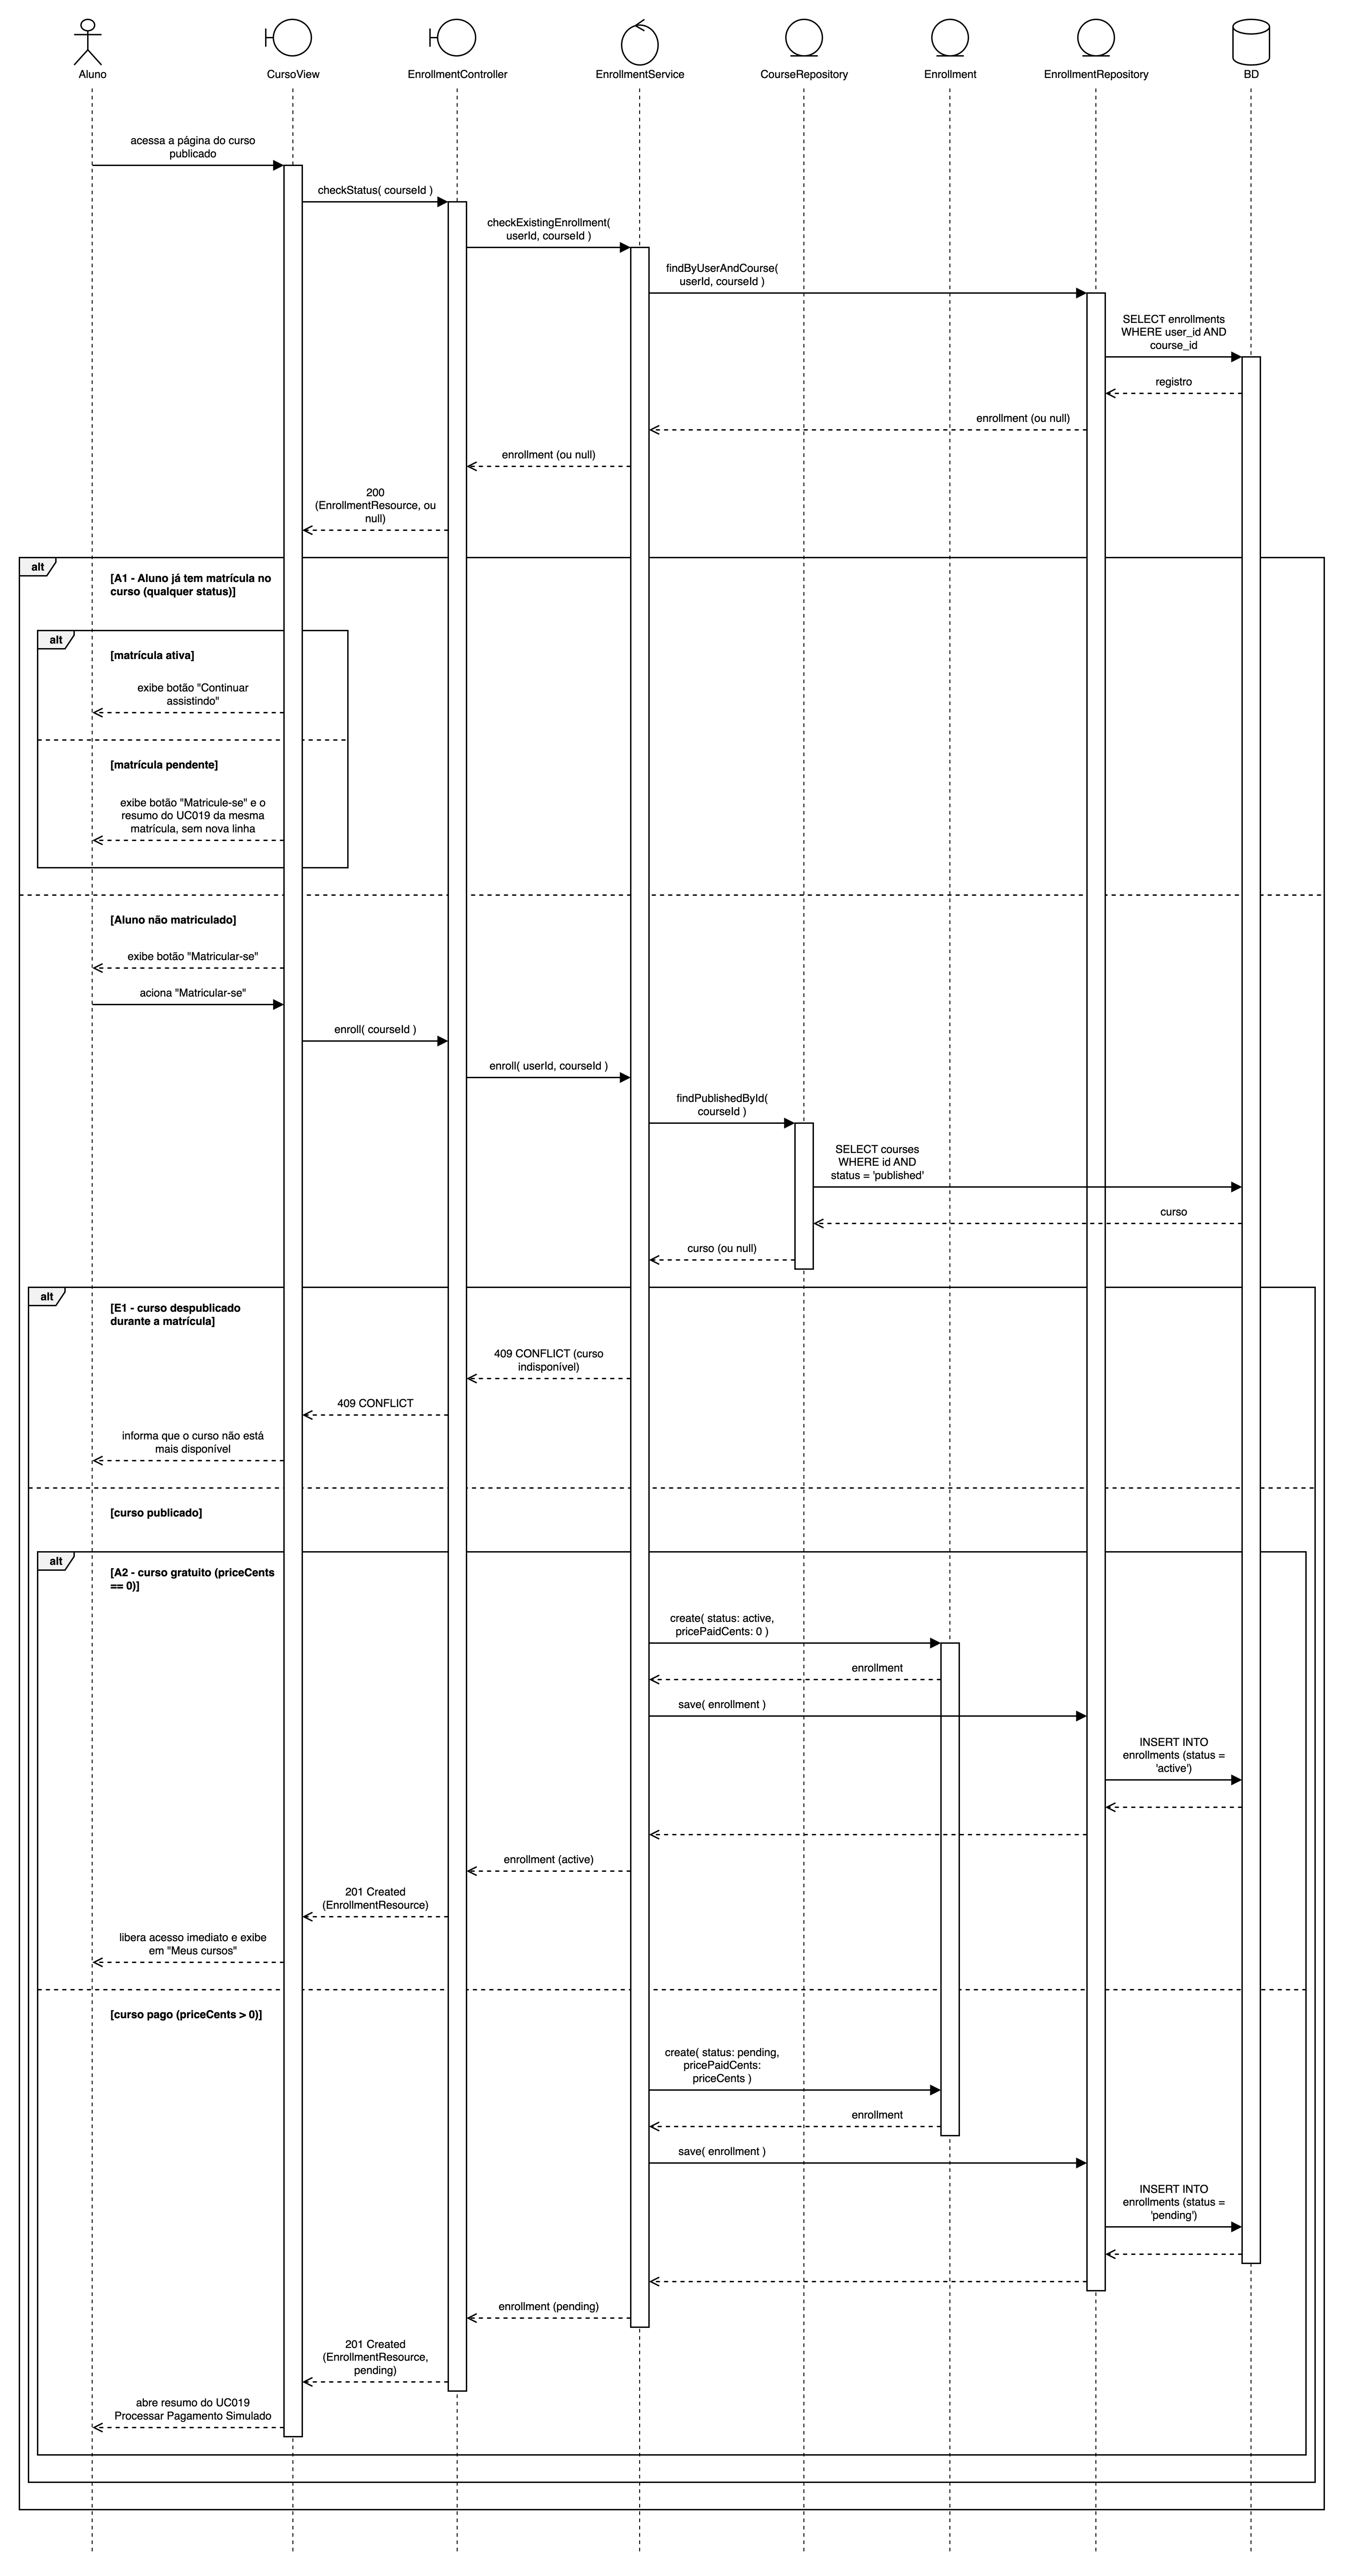 Aluno
CursoView
EnrollmentController
EnrollmentService
CourseRepository
Enrollment
EnrollmentRepository
BD
acessa a página do curso
publicado
checkStatus( courseId )
checkExistingEnrollment(
userId, courseId )
findByUserAndCourse(
userId, courseId )
SELECT enrollments
WHERE user_id AND
course_id
registro
enrollment (ou null)
enrollment (ou null)
200
(EnrollmentResource, ou
null)
alt
[A1 - Aluno já tem matrícula no
curso (qualquer status)]
alt
[matrícula ativa]
exibe botão "Continuar
assistindo"
[matrícula pendente]
exibe botão "Matricule-se" e o
resumo do UC019 da mesma
matrícula, sem nova linha
[Aluno não matriculado]
exibe botão "Matricular-se"
aciona "Matricular-se"
enroll( courseId )
enroll( userId, courseId )
findPublishedById(
courseId )
SELECT courses
WHERE id AND
status = 'published'
curso
curso (ou null)
alt
[E1 - curso despublicado
durante a matrícula]
409 CONFLICT (curso
indisponível)
409 CONFLICT
informa que o curso não está
mais disponível
[curso publicado]
alt
[A2 - curso gratuito (priceCents
== 0)]
create( status: active,
pricePaidCents: 0 )
enrollment
save( enrollment )
INSERT INTO
enrollments (status =
'active')
enrollment (active)
201 Created
(EnrollmentResource)
libera acesso imediato e exibe
em "Meus cursos"
[curso pago (priceCents > 0)]
create( status: pending,
pricePaidCents:
priceCents )
enrollment
save( enrollment )
INSERT INTO
enrollments (status =
'pending')
enrollment (pending)
201 Created
(EnrollmentResource,
pending)
abre resumo do UC019
Processar Pagamento Simulado